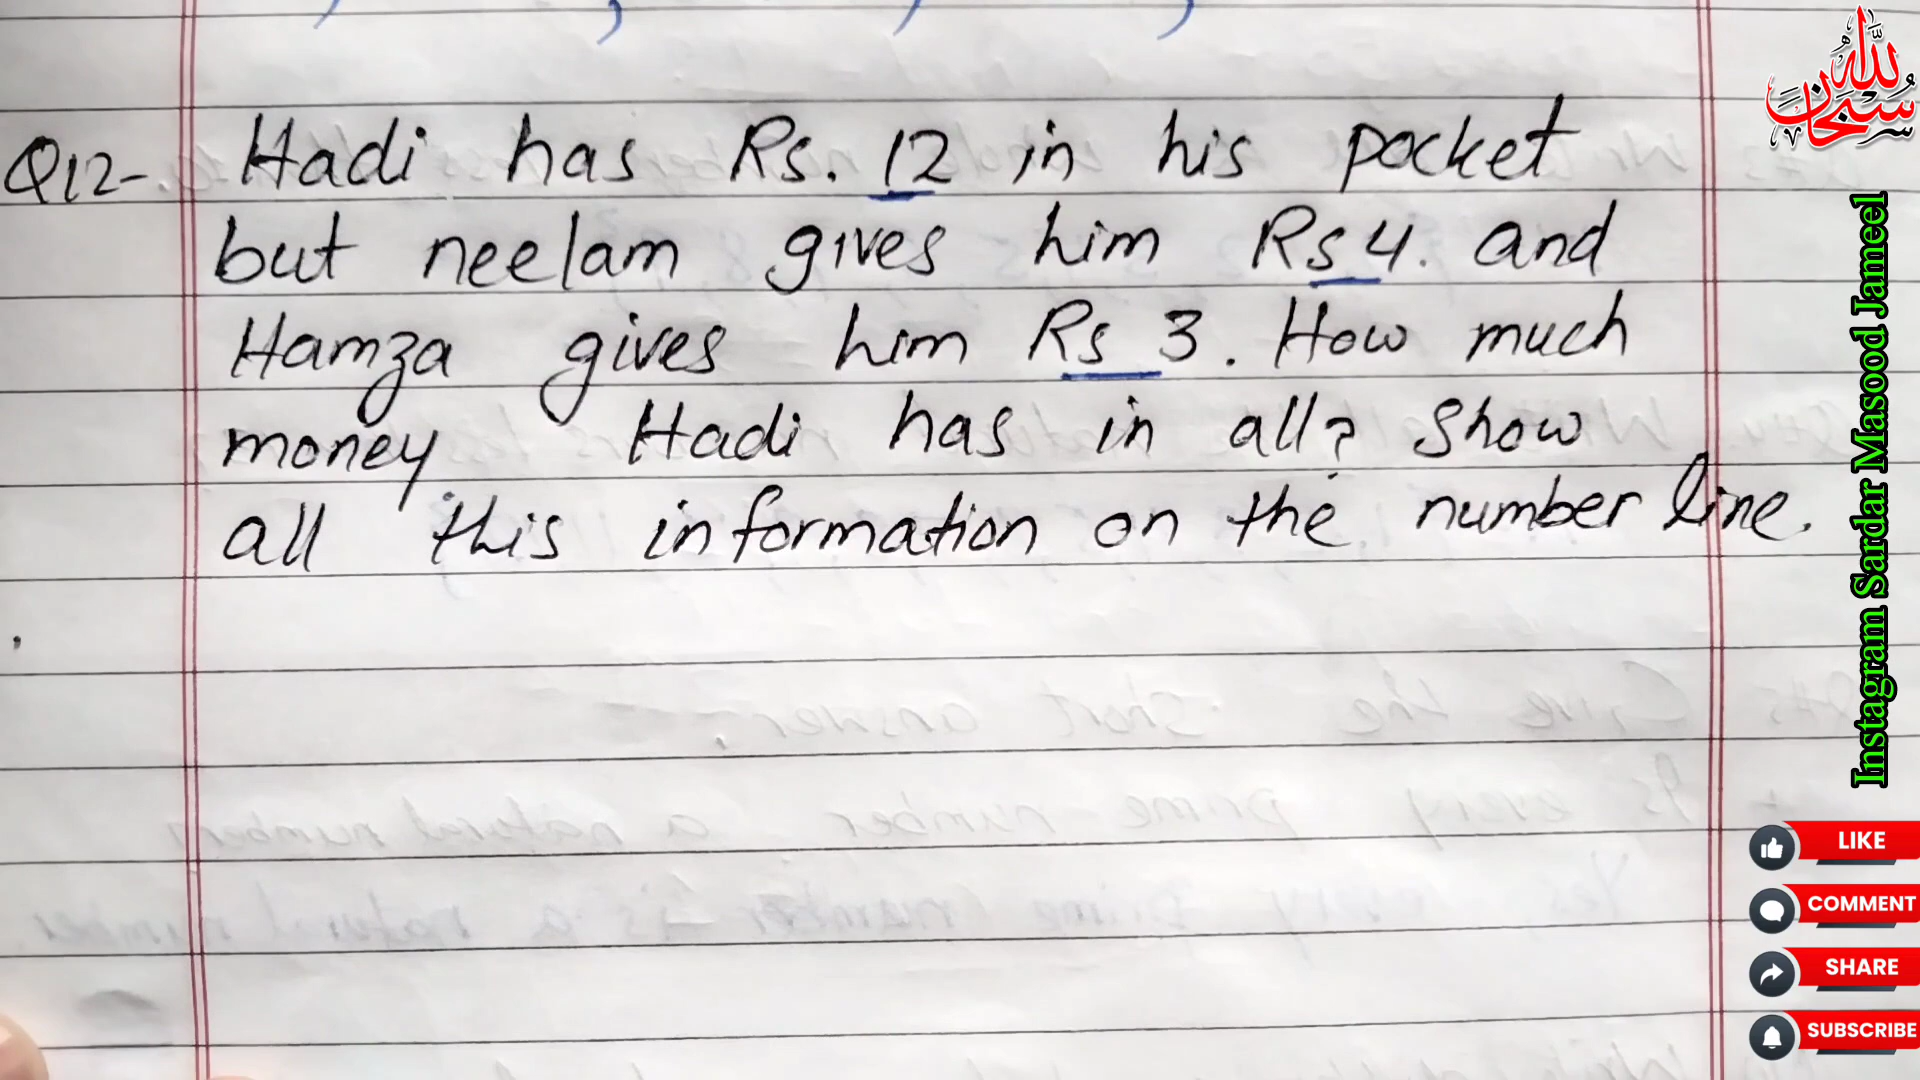 Q12- Hadi has Rs. 12 in his pocket
but neelam gives him Rs 4. and
Hamza gives him Rs 3. How much
money Hadi has in all? Show
all this information on the number line.
سُبْحَانَ اللّٰه
Instagram Sardar Masood Jameel
LIKE
COMMENT
SHARE
SUBSCRIBE